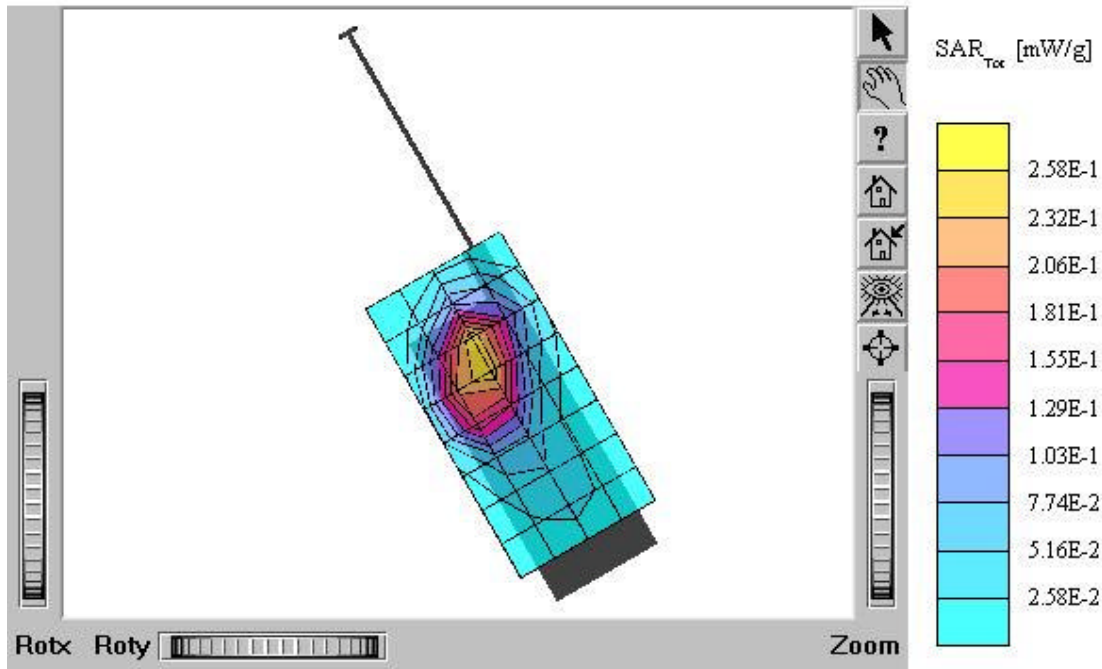 SAR_Tot [mW/g]
?
2.58E-1
2.32E-1
2.06E-1
1.81E-1
1.55E-1
1.29E-1
1.03E-1
7.74E-2
5.16E-2
2.58E-2
Rotx Roty Zoom